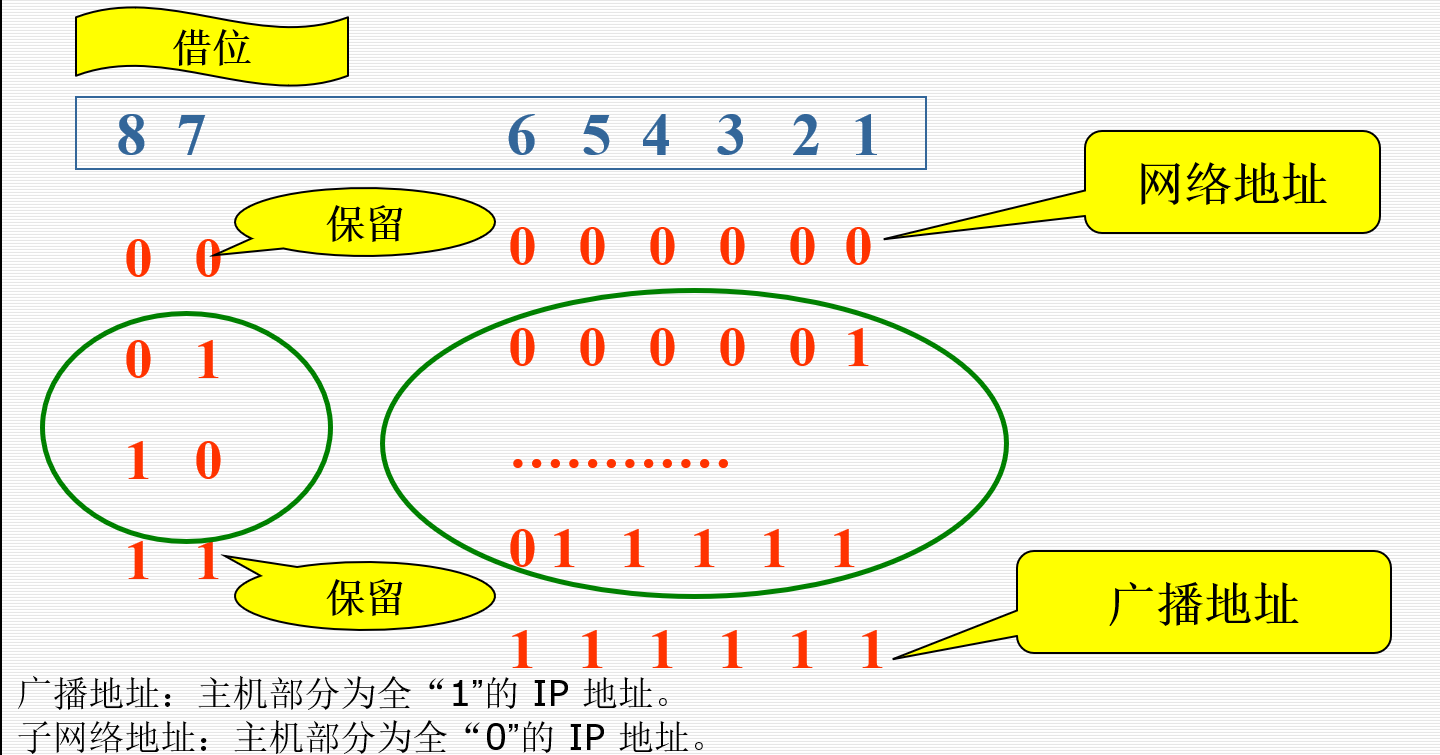 借位
8 7 6 5 4 3 2 1
网络地址
保留
0 0 0 0 0 0 0 0
0 1 0 0 0 0 0 1
1 0 …………
1 1 0 1 1 1 1 1
保留
广播地址
1 1 1 1 1 1
广播地址：主机部分为全“1”的 IP 地址。
子网络地址：主机部分为全“0”的 IP 地址。